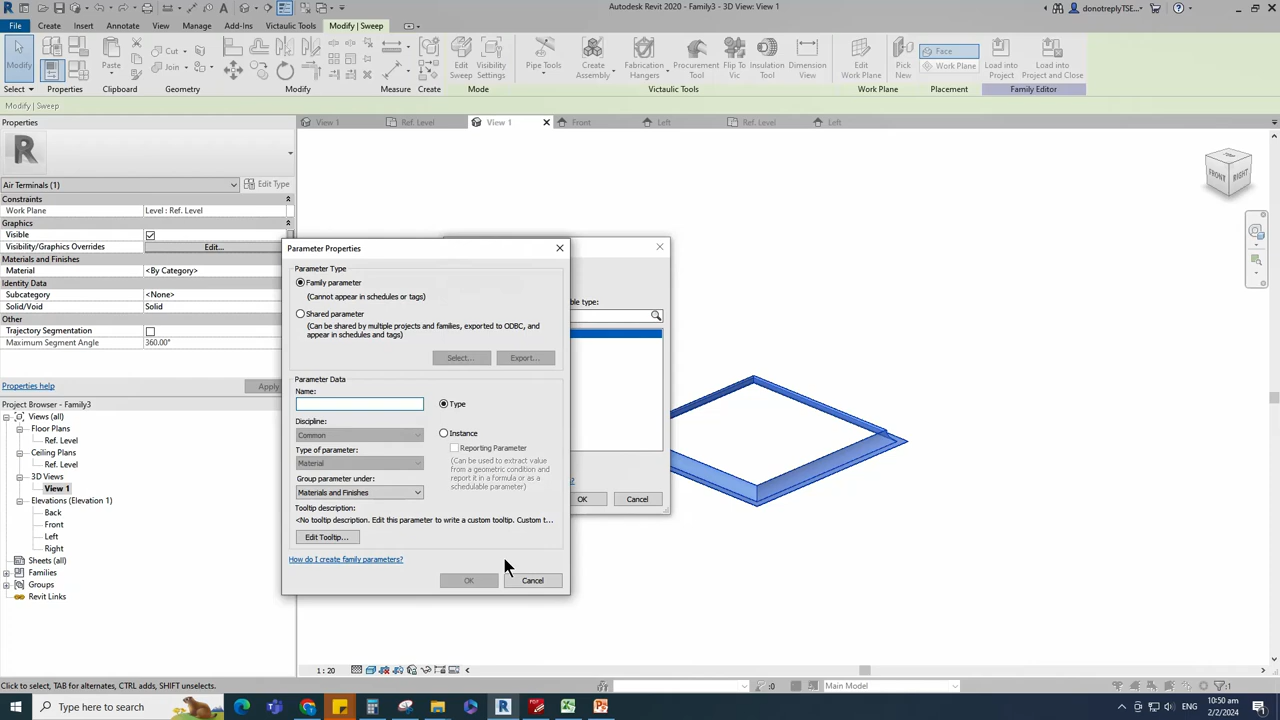 Autodesk Revit 2020 - Family3 - 3D View: View 1
donotreplyTSE...
File
Create
Insert
Annotate
View
Manage
Add-Ins
Victaulic Tools
Modify | Sweep
Modify
Paste
Cut
Join
Edit
Sweep
Visibility
Settings
Pipe Tools
Create
Assembly
Fabrication
Hangers
Procurement
Tool
Flip To
Vic
Insulation
Tool
Dimension
View
Edit
Work Plane
Pick
New
Face
Work Plane
Load into
Project
Load into
Project and Close
Select
Properties
Clipboard
Geometry
Modify
Measure
Create
Mode
Victaulic Tools
Work Plane
Placement
Family Editor
Modify | Sweep
Properties
View 1
Ref. Level
View 1
Front
Left
Ref. Level
Left
R
Air Terminals (1)
Edit Type
Constraints
Work Plane
Level : Ref. Level
Graphics
Visible
Visibility/Graphics Overrides
Edit...
Materials and Finishes
Material
<By Category>
Identity Data
Subcategory
<None>
Solid/Void
Solid
Other
Trajectory Segmentation
Maximum Segment Angle
360.00°
Properties help
Apply
Project Browser - Family3
Views (all)
Floor Plans
Ref. Level
Ceiling Plans
Ref. Level
3D Views
View 1
Elevations (Elevation 1)
Back
Front
Left
Right
Sheets (all)
Families
Groups
Revit Links
Parameter Properties
Parameter Type
Family parameter
(Cannot appear in schedules or tags)
Shared parameter
(Can be shared by multiple projects and families, exported to ODBC, and
appear in schedules and tags)
Select...
Export...
Parameter Data
Name:
Type
Discipline:
Common
Instance
Type of parameter:
Reporting Parameter
Material
(Can be used to extract value
from a geometric condition and
report it in a formula or as a
schedulable parameter)
Group parameter under:
Materials and Finishes
Tooltip description:
<No tooltip description. Edit this parameter to write a custom tooltip. Custom t...
Edit Tooltip...
How do I create family parameters?
OK
Cancel
ble type:
?
OK
Cancel
TOP
FRONT
RIGHT
1 : 20
Click to select, TAB for alternates, CTRL adds, SHIFT unselects.
:0
Main Model
:1
Type here to search
ENG
10:50 am
2/2/2024